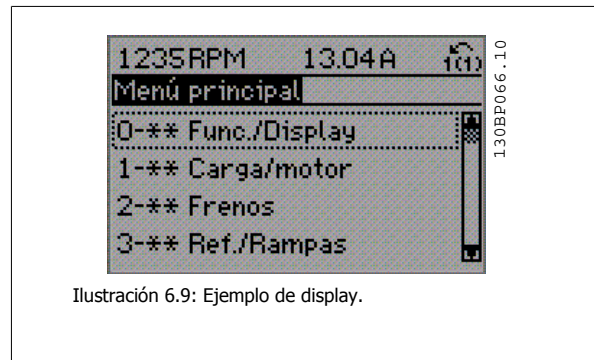 1235RPM 13.04A 1(1)
Menú principal
0-** Func./Display
1-** Carga/motor
2-** Frenos
3-** Ref./Rampas
130BP066.10
Ilustración 6.9: Ejemplo de display.